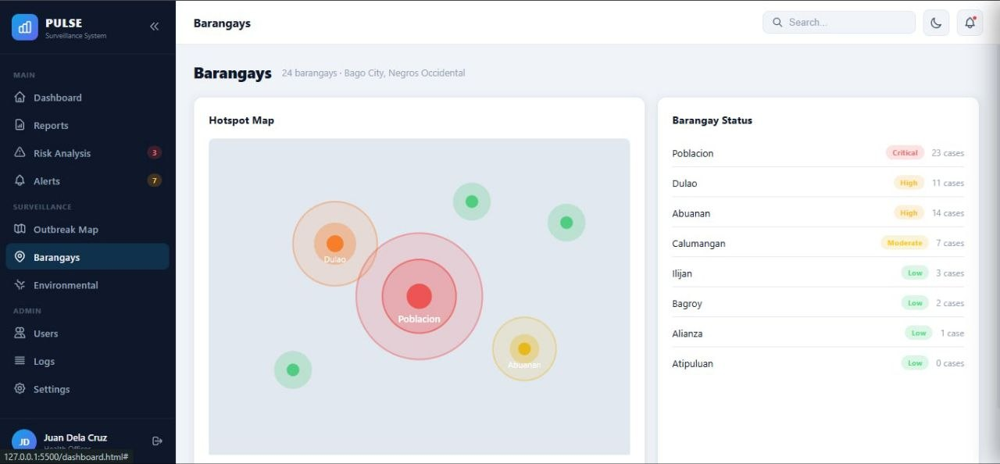 PULSE
Surveillance System
MAIN
Dashboard
Reports
Risk Analysis 3
Alerts 7
SURVEILLANCE
Outbreak Map
Barangays
Environmental
ADMIN
Users
Logs
Settings
JD
Juan Dela Cruz
Health Officer
127.0.0.1:5500/dashboard.html#
Barangays
Search...
Barangays
24 barangays · Bago City, Negros Occidental
Hotspot Map
Dulao
Poblacion
Abuanan
Barangay Status
Poblacion Critical 23 cases
Dulao High 11 cases
Abuanan High 14 cases
Calumangan Moderate 7 cases
Ilijan Low 3 cases
Bagroy Low 2 cases
Alianza Low 1 case
Atipuluan Low 0 cases